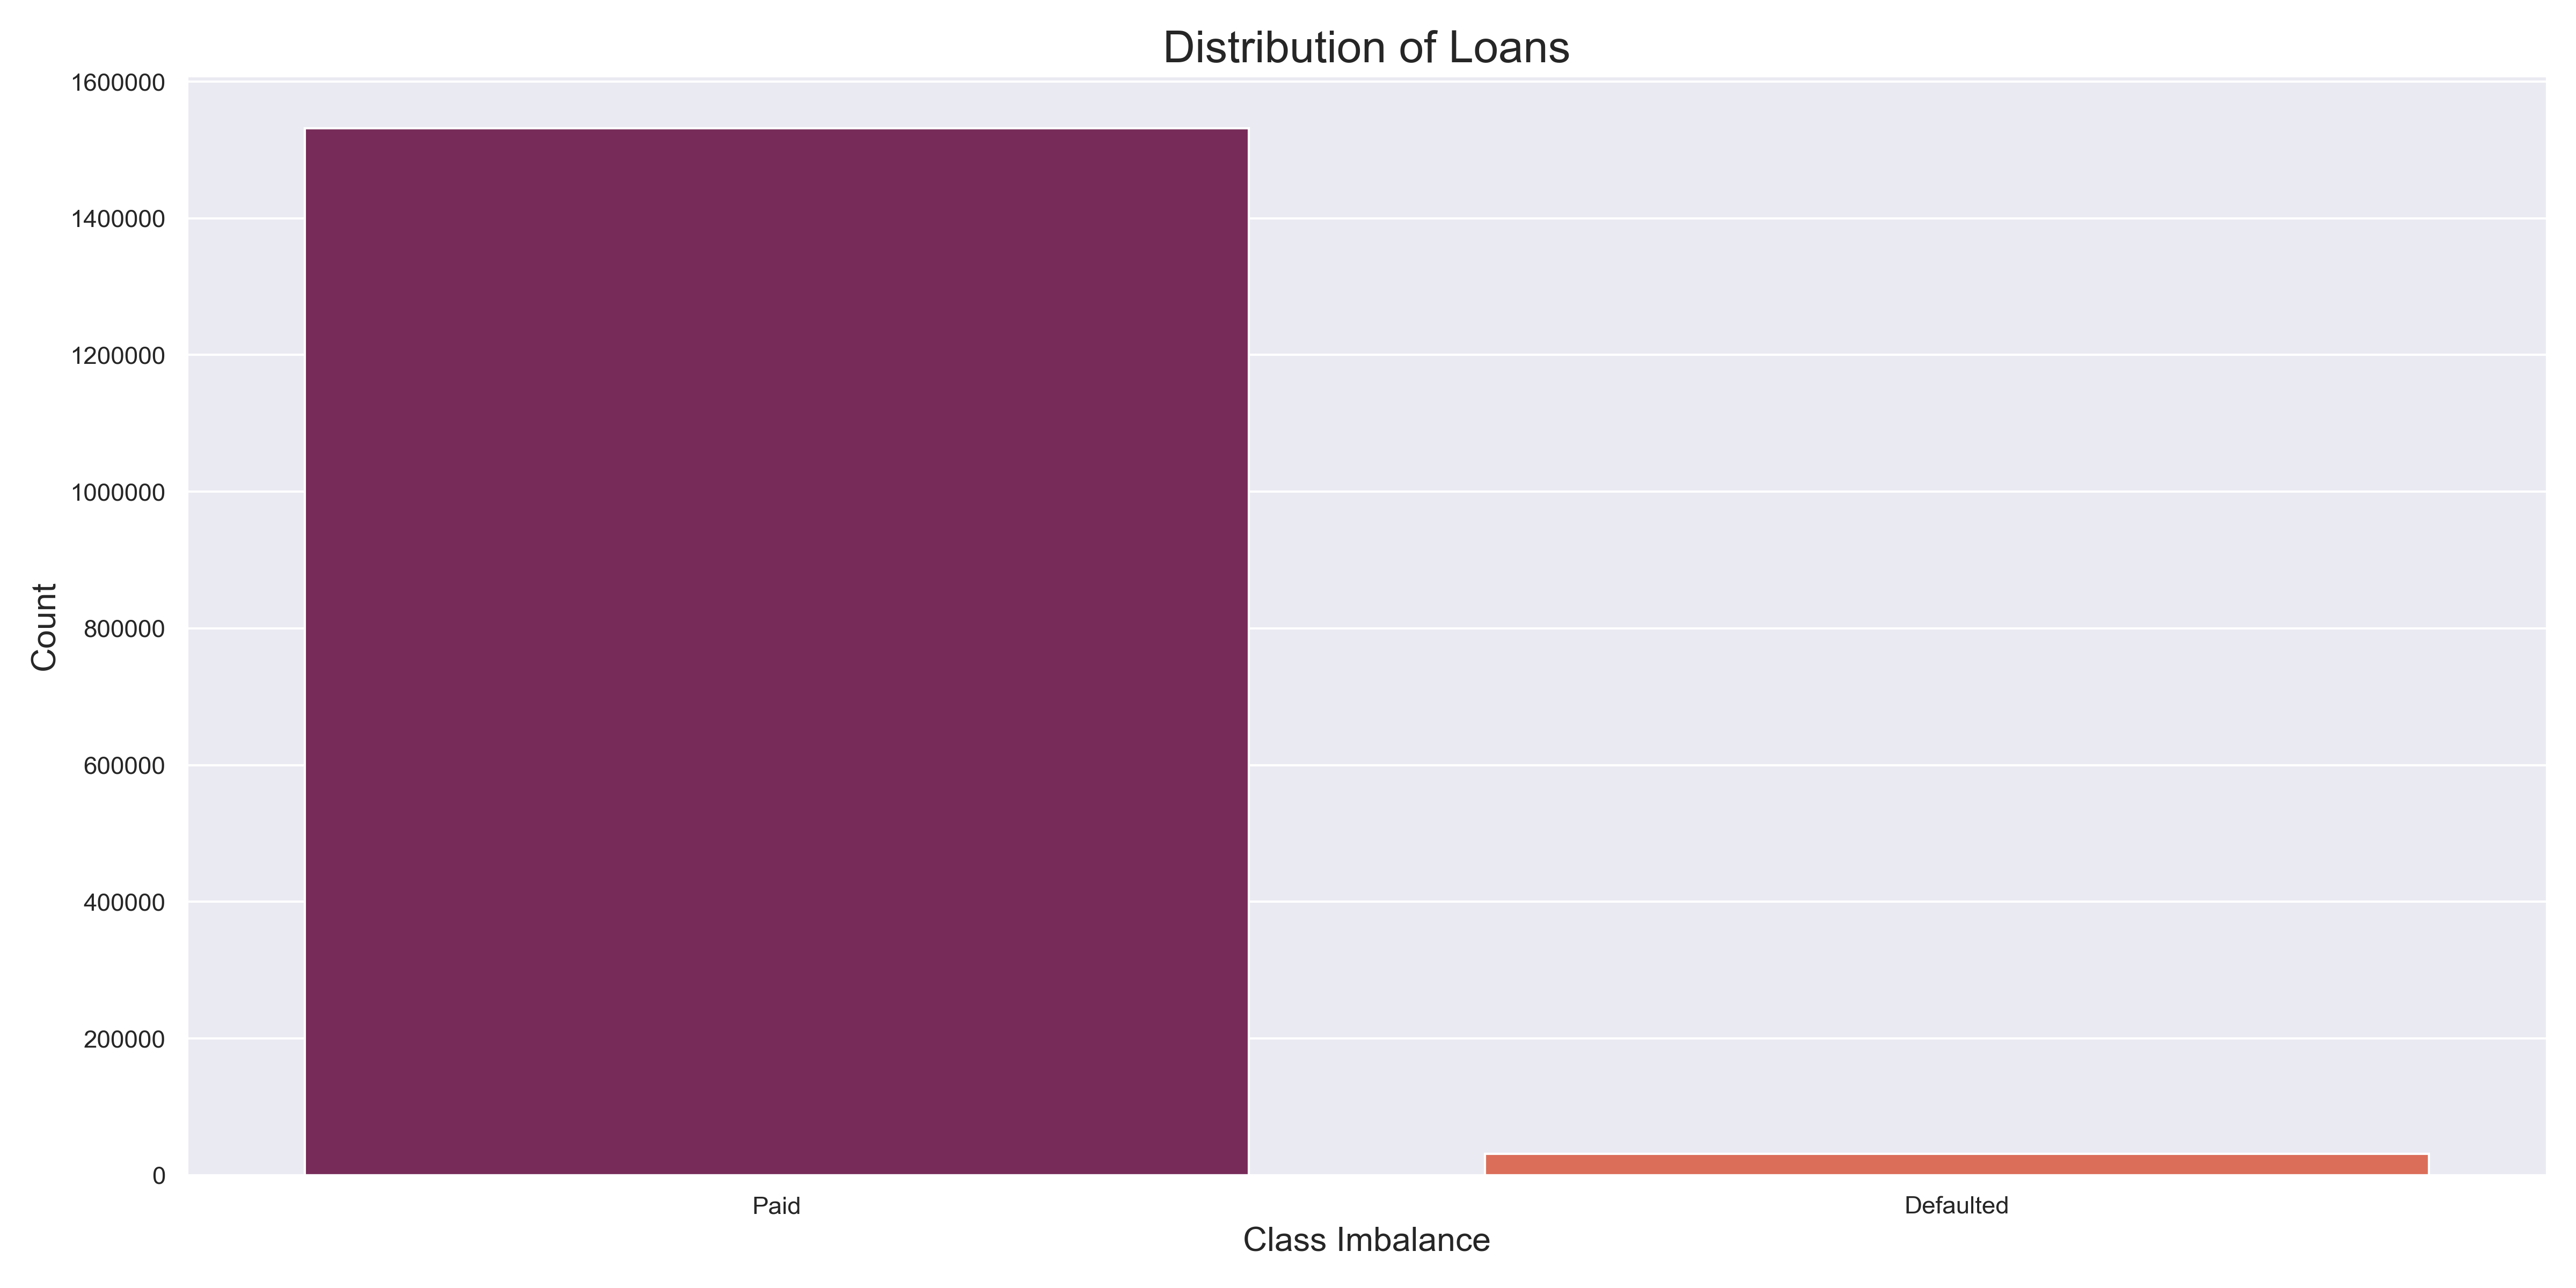 Distribution of Loans
1600000
1400000
1200000
1000000
800000
600000
400000
200000
0
Count
Paid
Defaulted
Class Imbalance